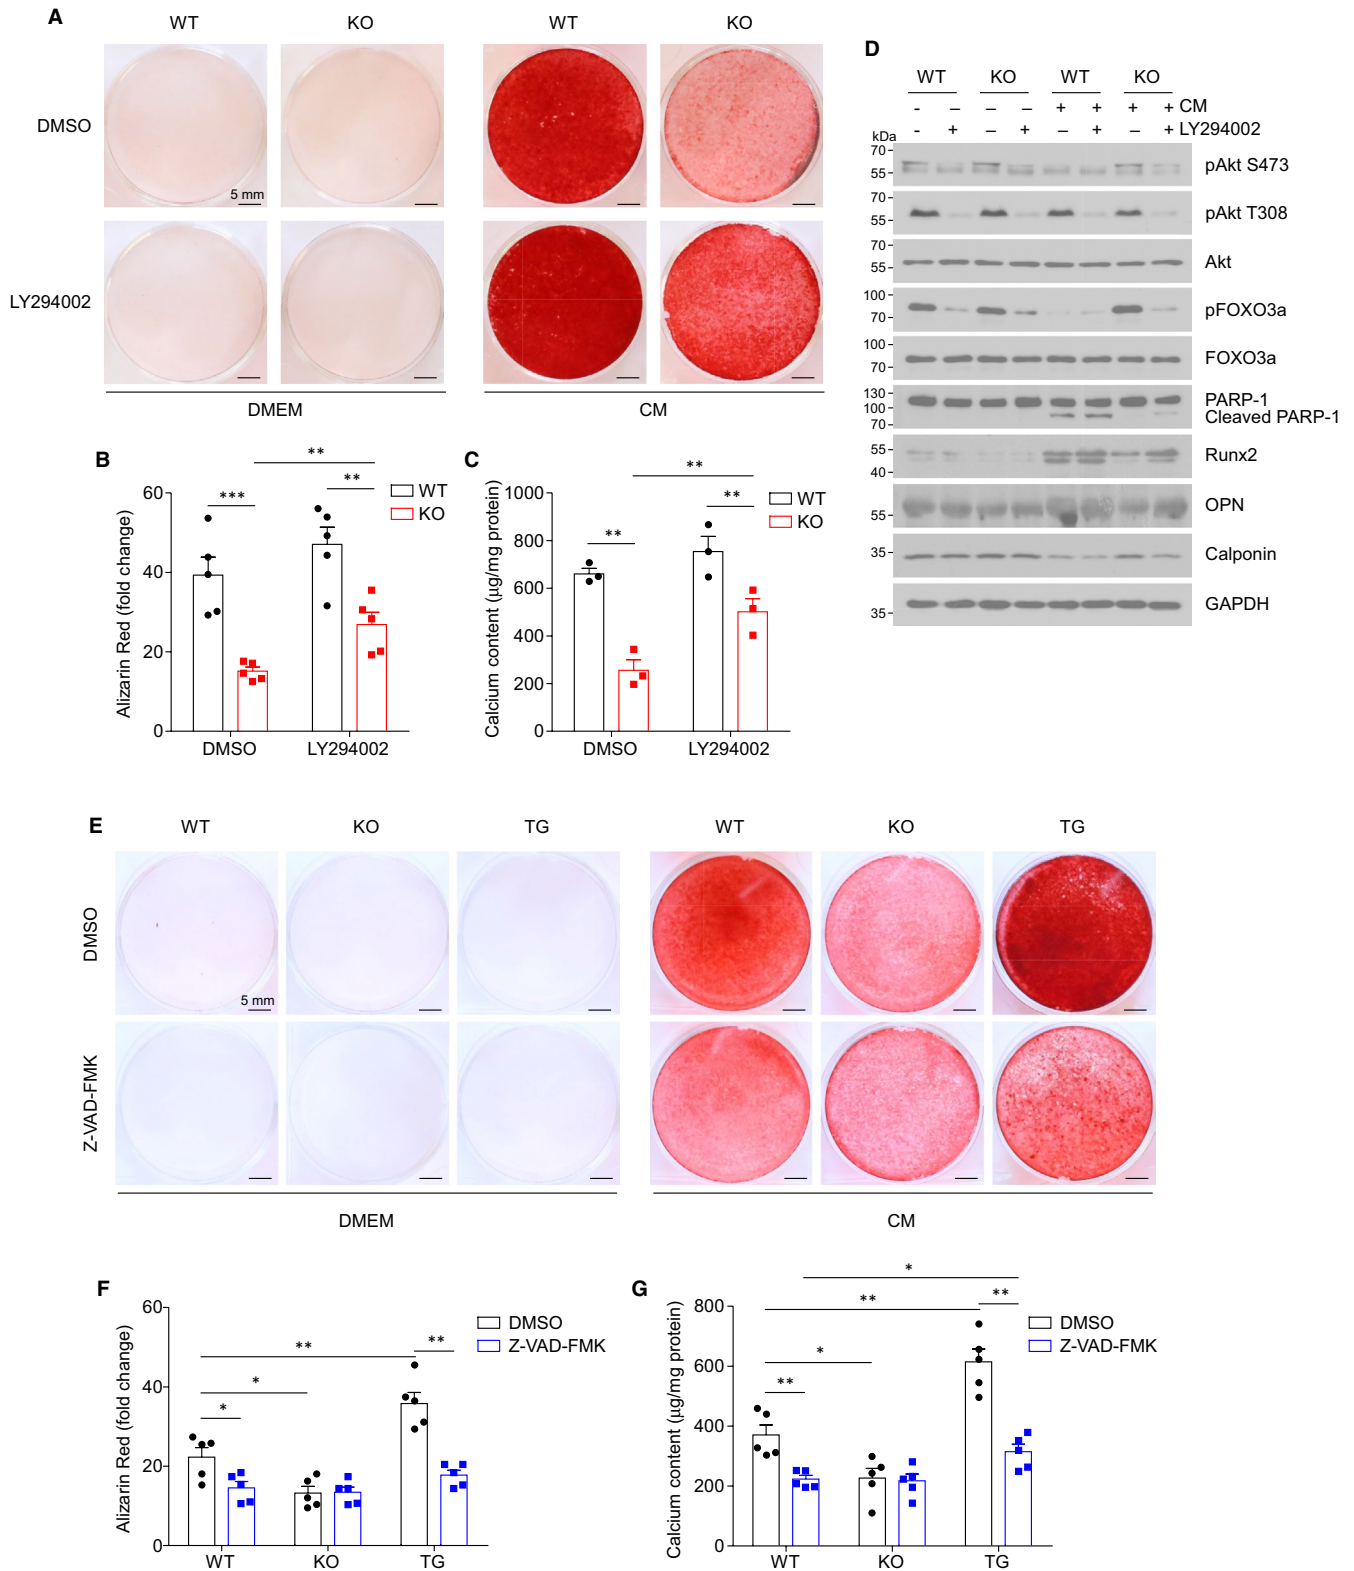 A
WT KO WT KO
DMSO
5 mm
LY294002
DMEM CM
B
Alizarin Red (fold change)
60
40
20
0
*** ** **
WT
KO
DMSO LY294002
C
Calcium content (µg/mg protein)
1000
800
600
400
200
0
** ** **
WT
KO
DMSO LY294002
D
WT KO WT KO
- – – – + + + + CM
- + – + – + – + LY294002
kDa
70
55
pAkt S473
70
55
pAkt T308
70
55
Akt
100
70
pFOXO3a
100
70
FOXO3a
130
100
70
PARP-1
Cleaved PARP-1
55
40
Runx2
55
OPN
35
Calponin
35
GAPDH
E
WT KO TG WT KO TG
DMSO
5 mm
Z-VAD-FMK
DMEM CM
F
Alizarin Red (fold change)
60
40
20
0
** **
*
*
DMSO
Z-VAD-FMK
WT KO TG
G
Calcium content (µg/mg protein)
800
600
400
200
0
*
** **
*
**
DMSO
Z-VAD-FMK
WT KO TG